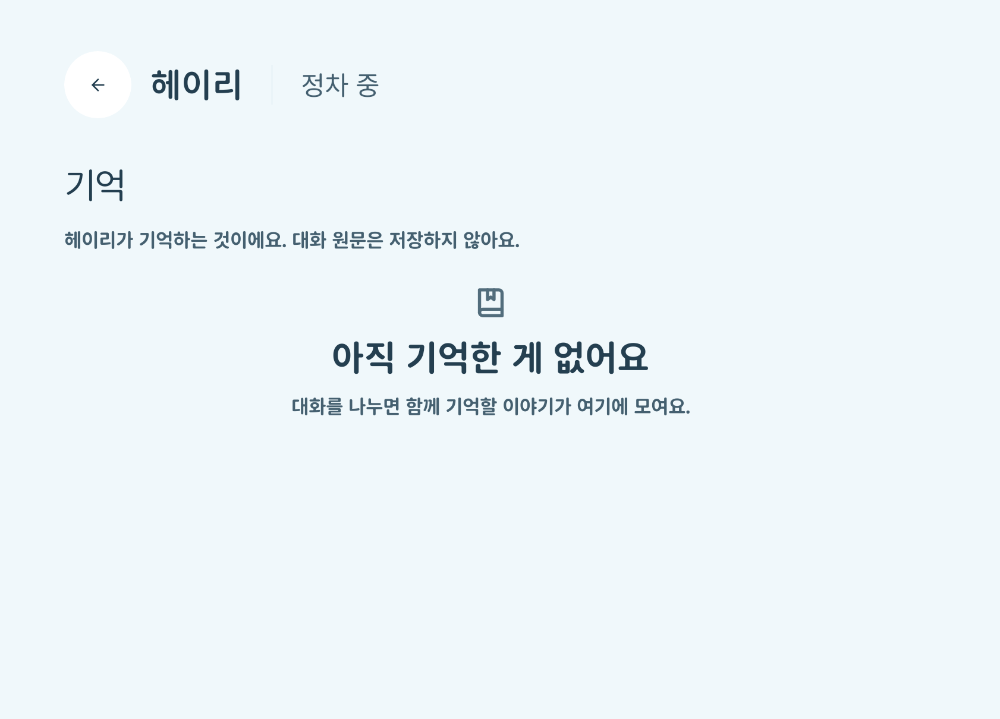 헤이리
정차 중
기억
헤이리가 기억하는 것이에요. 대화 원문은 저장하지 않아요.
아직 기억한 게 없어요
대화를 나누면 함께 기억할 이야기가 여기에 모여요.